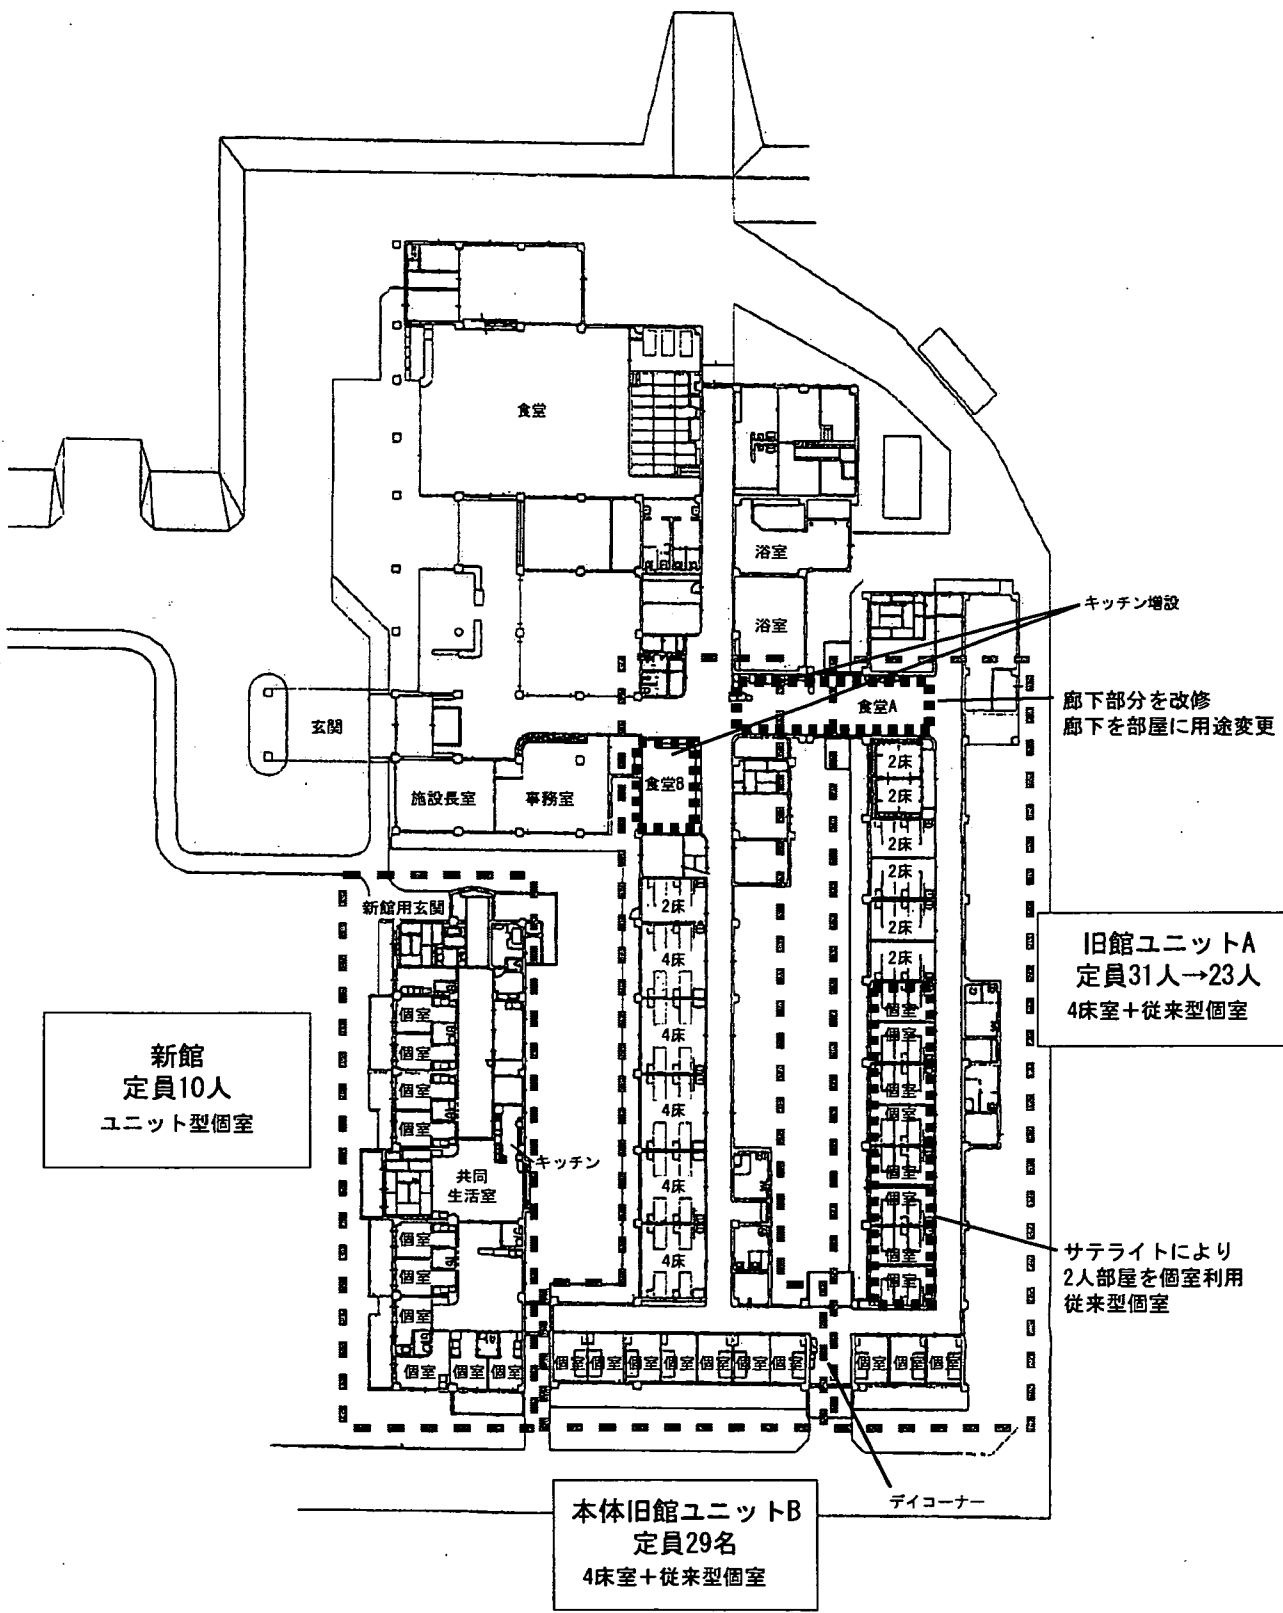 食堂
浴室
浴室
キッチン増設
食堂A
廊下部分を改修
廊下を部屋に用途変更
玄関
施設長室
事務室
食堂B
2床
2床
2床
2床
2床
2床
新館用玄関
2床
4床
4床
4床
4床
4床
旧館ユニットA
定員31人→23人
4床室+従来型個室
新館
定員10人
ユニット型個室
個室
個室
個室
個室
キッチン
共同
生活室
個室
個室
個室
個室
個室
個室
個室
個室
個室
個室
個室
個室
個室
個室
サテライトにより
2人部屋を個室利用
従来型個室
個室
個室
個室
個室
個室
個室
個室
個室
個室
個室
デイコーナー
本体旧館ユニットB
定員29名
4床室+従来型個室